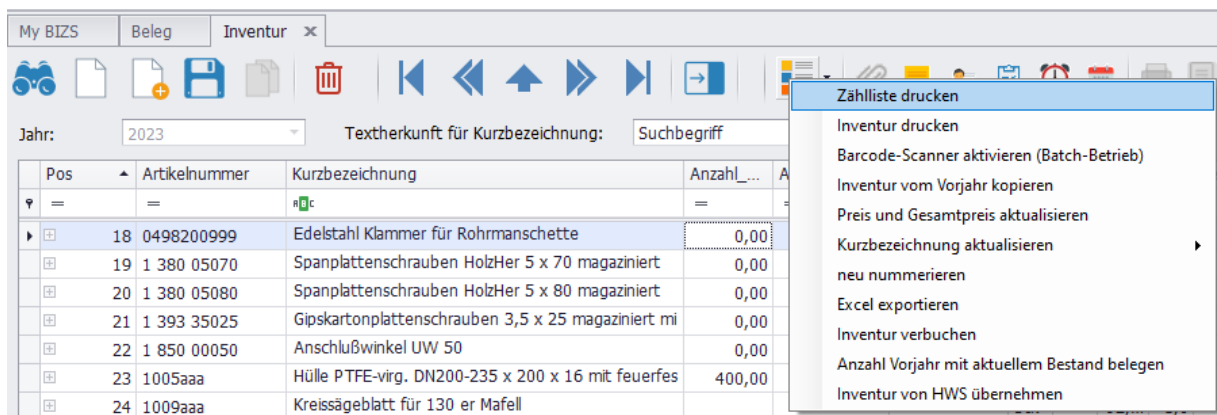 My BIZS Beleg Inventur
Jahr: 2023 Textherkunft für Kurzbezeichnung: Suchbegriff
Pos Artikelnummer Kurzbezeichnung Anzahl_... A
= = ABC =
18 0498200999 Edelstahl Klammer für Rohrmanschette 0,00
19 1 380 05070 Spanplattenschrauben HolzHer 5 x 70 magaziniert 0,00
20 1 380 05080 Spanplattenschrauben HolzHer 5 x 80 magaziniert 0,00
21 1 393 35025 Gipskartonplattenschrauben 3,5 x 25 magaziniert mi 0,00
22 1 850 00050 Anschlußwinkel UW 50 0,00
23 1005aaa Hülle PTFE-virg. DN200-235 x 200 x 16 mit feuerfes 400,00
24 1009aaa Kreissägeblatt für 130 er Mafell
Zählliste drucken
Inventur drucken
Barcode-Scanner aktivieren (Batch-Betrieb)
Inventur vom Vorjahr kopieren
Preis und Gesamtpreis aktualisieren
Kurzbezeichnung aktualisieren
neu nummerieren
Excel exportieren
Inventur verbuchen
Anzahl Vorjahr mit aktuellem Bestand belegen
Inventur von HWS übernehmen